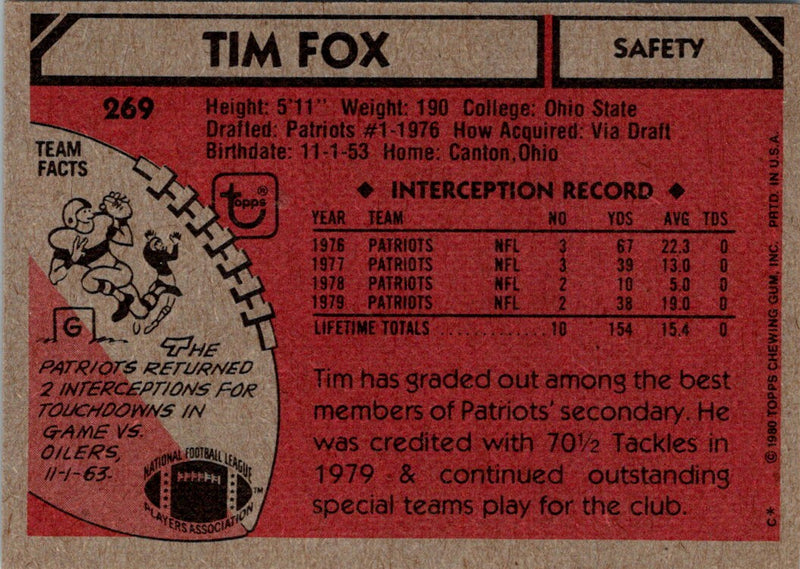 TIM FOX
SAFETY
269
Height: 5'11" Weight: 190 College: Ohio State
Drafted: Patriots #1-1976 How Acquired: Via Draft
Birthdate: 11-1-53 Home: Canton, Ohio
TEAM
FACTS
topps®
◆ INTERCEPTION RECORD ◆
YEAR TEAM NO YDS AVG TDS
1976 PATRIOTS NFL 3 67 22.3 0
1977 PATRIOTS NFL 3 39 13.0 0
1978 PATRIOTS NFL 2 10 5.0 0
1979 PATRIOTS NFL 2 38 19.0 0
LIFETIME TOTALS ............. 10 154 15.4 0
G
THE
PATRIOTS RETURNED
2 INTERCEPTIONS FOR
TOUCHDOWNS IN
GAME VS.
OILERS,
11-1-63.
NATIONAL FOOTBALL LEAGUE
PLAYERS ASSOCIATION™
Tim has graded out among the best
members of Patriots' secondary. He
was credited with 70½ Tackles in
1979 & continued outstanding
special teams play for the club.
© 1980 TOPPS CHEWING GUM, INC. PRTD. IN U.S.A.
C*